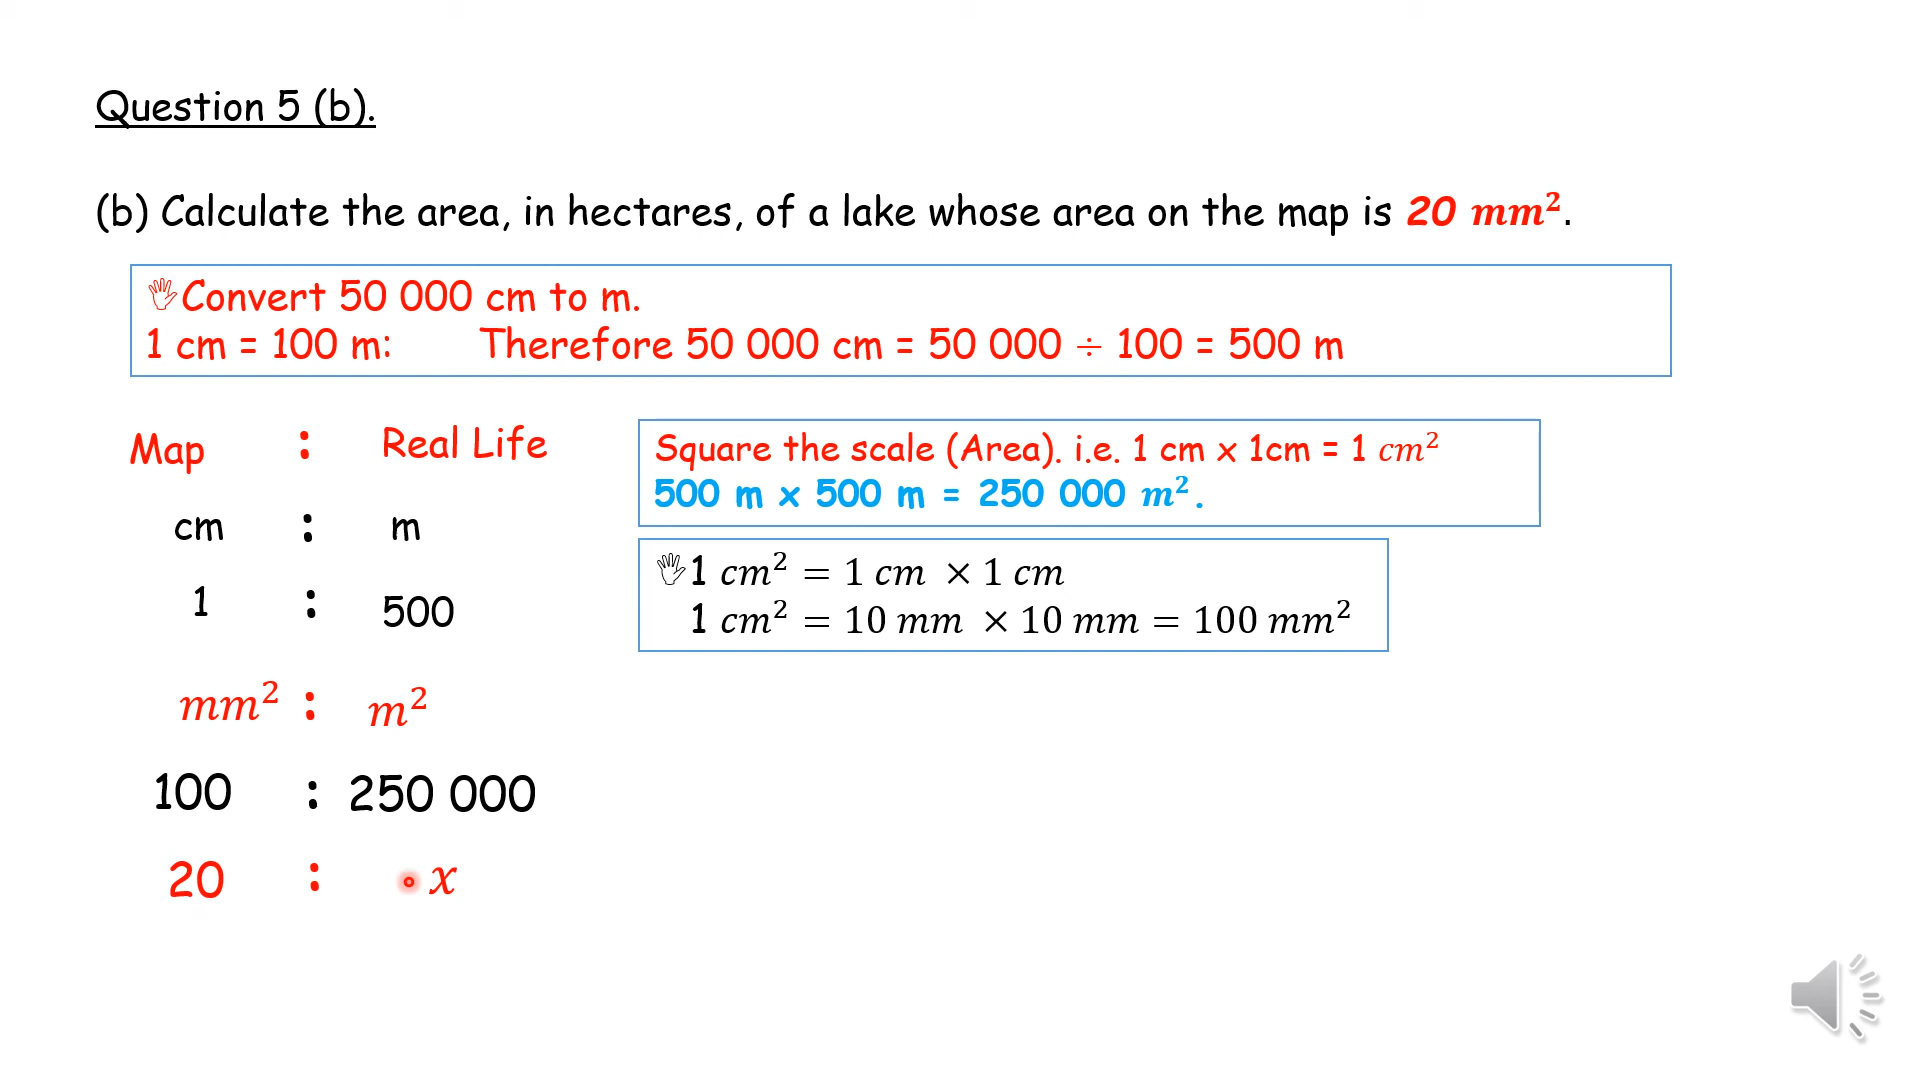 Question 5 (b).
(b) Calculate the area, in hectares, of a lake whose area on the map is 20 mm².
Convert 50 000 cm to m.
1 cm = 100 m: Therefore 50 000 cm = 50 000 ÷ 100 = 500 m
Map : Real Life
cm : m
1 : 500
mm² : m²
100 : 250 000
20 : x
Square the scale (Area). i.e. 1 cm x 1cm = 1 cm²
500 m x 500 m = 250 000 m².
1 cm² = 1 cm × 1 cm
1 cm² = 10 mm × 10 mm = 100 mm²